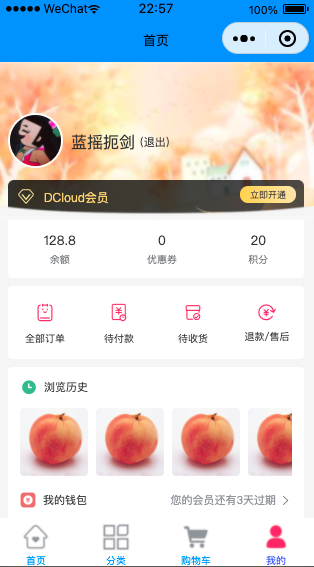 WeChat 22:57 100%
首页
蓝摇扼剑 (退出)
DCloud会员 立即开通
128.8 0 20
余额 优惠券 积分
全部订单 待付款 待收货 退款/售后
浏览历史
我的钱包 您的会员还有3天过期
首页 分类 购物车 我的